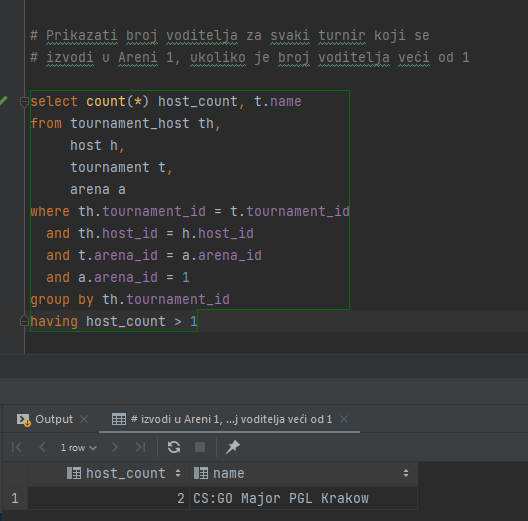 # Prikazati broj voditelja za svaki turnir koji se
# izvodi u Areni 1, ukoliko je broj voditelja veći od 1
select count(*) host_count, t.name
from tournament_host th,
host h,
tournament t,
arena a
where th.tournament_id = t.tournament_id
and th.host_id = h.host_id
and t.arena_id = a.arena_id
and a.arena_id = 1
group by th.tournament_id
having host_count > 1
Output
# izvodi u Areni 1, ...j voditelja veći od 1
1 row
host_count name
1 2 CS:GO Major PGL Krakow